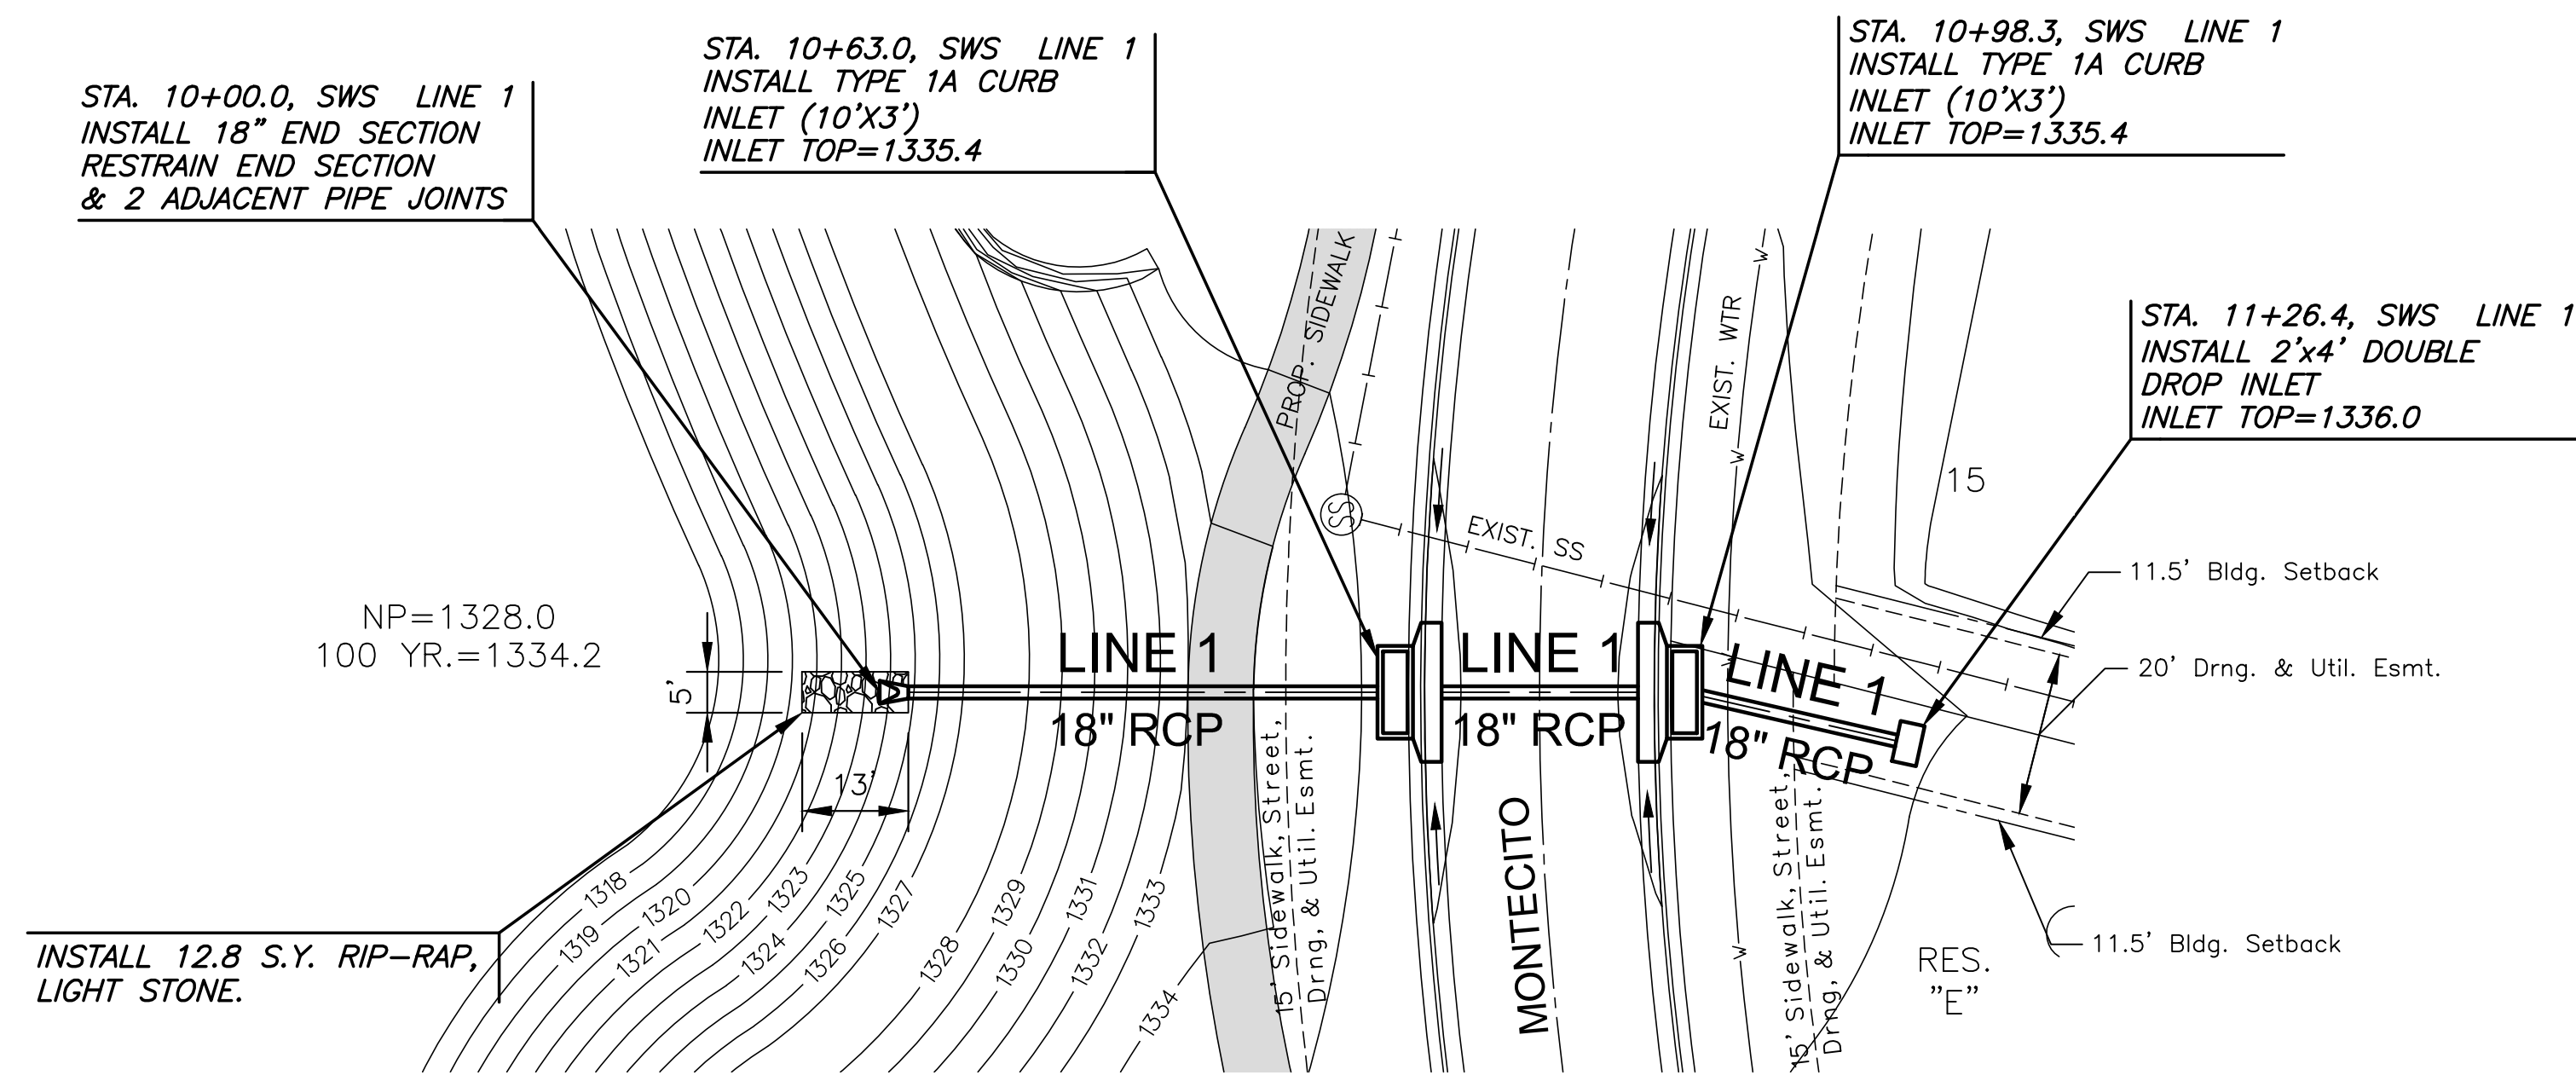 STA. 10+00.0, SWS LINE 1
INSTALL 18" END SECTION
RESTRAIN END SECTION
& 2 ADJACENT PIPE JOINTS
STA. 10+63.0, SWS LINE 1
INSTALL TYPE 1A CURB
INLET (10'X3')
INLET TOP=1335.4
STA. 10+98.3, SWS LINE 1
INSTALL TYPE 1A CURB
INLET (10'X3')
INLET TOP=1335.4
STA. 11+26.4, SWS LINE 1
INSTALL 2'x4' DOUBLE
DROP INLET
INLET TOP=1336.0
PROP. SIDEWALK
EXIST. WTR
W
W
W
W
SS
EXIST. SS
15
11.5' Bldg. Setback
20' Drng. & Util. Esmt.
11.5' Bldg. Setback
NP=1328.0
100 YR.=1334.2
5'
13'
LINE 1
18" RCP
LINE 1
18" RCP
LINE 1
18" RCP
15' Sidewalk, Street,
Drng, & Util. Esmt.
MONTECITO
15' Sidewalk, Street,
Drng, & Util. Esmt.
RES.
"E"
1318
1319
1320
1321
1322
1323
1324
1325
1326
1327
1328
1329
1330
1331
1332
1333
1334
INSTALL 12.8 S.Y. RIP-RAP,
LIGHT STONE.